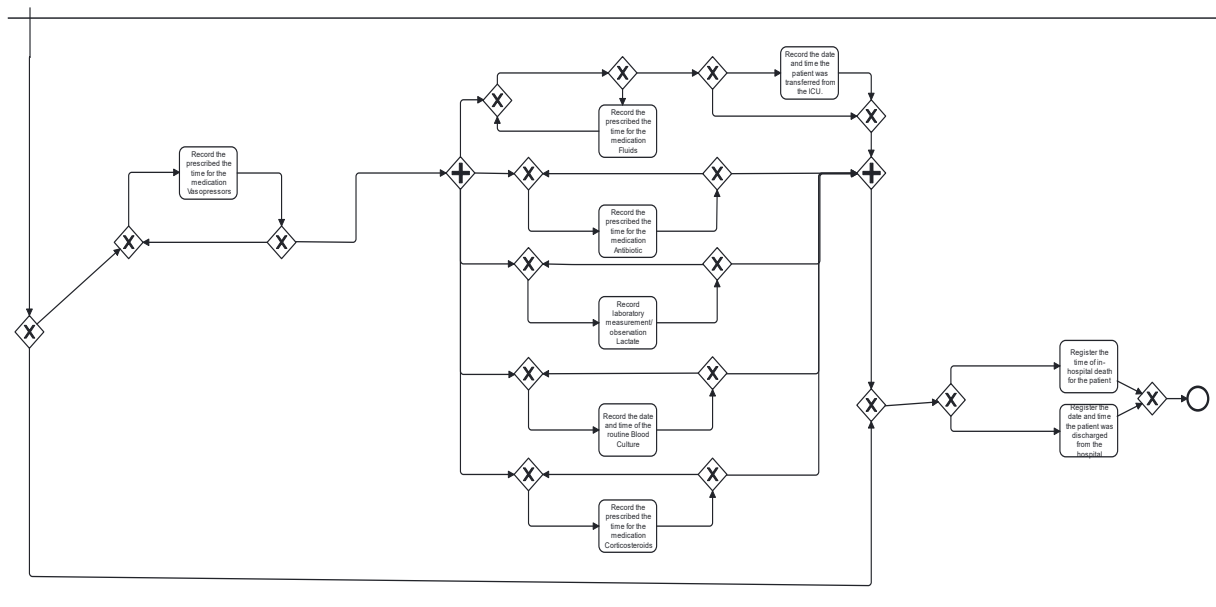 Record the date
and time the
patient was
transferred from
the ICU.
Record the
prescribed the
time for the
medication
Fluids
Record the
prescribed the
time for the
medication
Vasopressors
Record the
prescribed the
time for the
medication
Antibiotic
Record
laboratory
measurement/
observation
Lactate
Register the
time of in-
hospital death
for the patient
Record the date
and time of the
routine Blood
Culture
Register the
date and time
the patient was
discharged
from the
hospital
Record the
prescribed the
time for the
medication
Corticosteroids